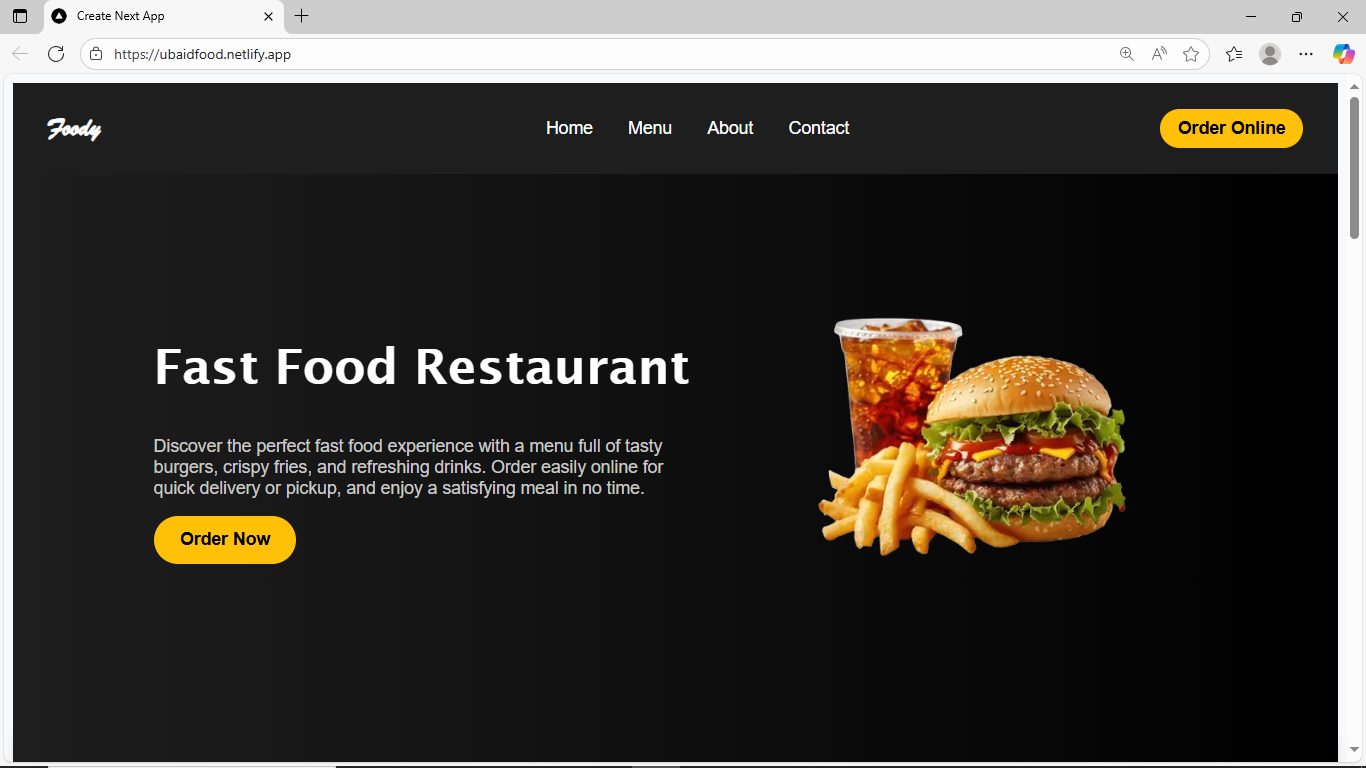 Create Next App
https://ubaidfood.netlify.app
Foody
Home
Menu
About
Contact
Order Online
Fast Food Restaurant
Discover the perfect fast food experience with a menu full of tasty
burgers, crispy fries, and refreshing drinks. Order easily online for
quick delivery or pickup, and enjoy a satisfying meal in no time.
Order Now